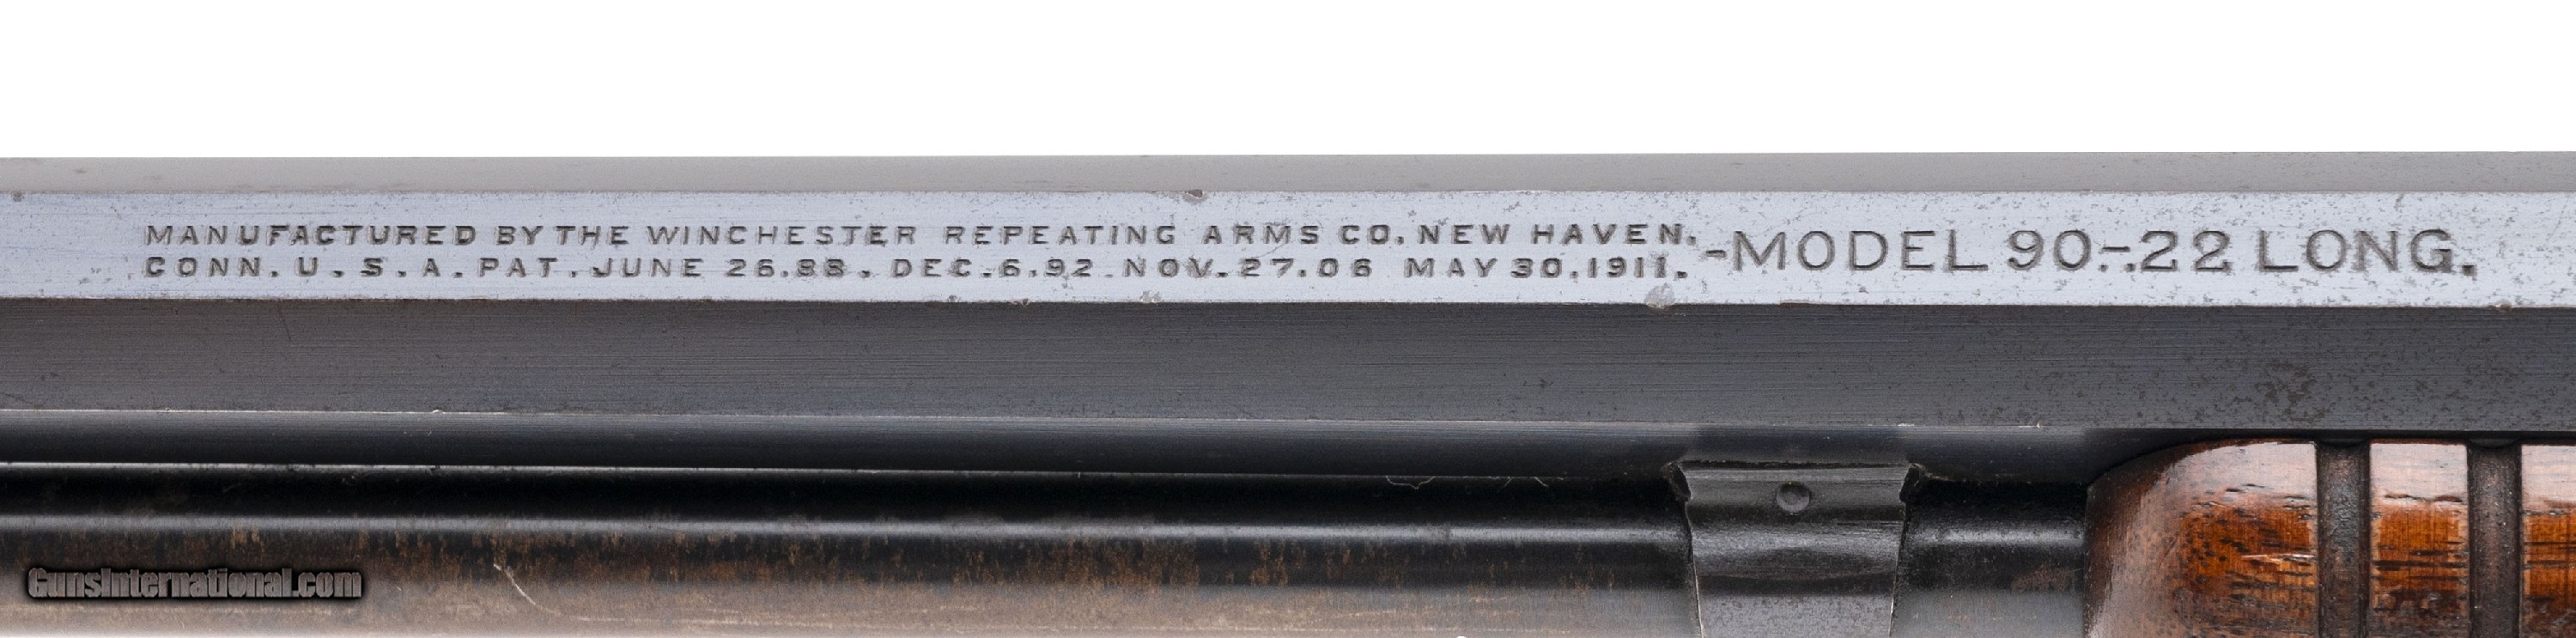 MANUFACTURED BY THE WINCHESTER REPEATING ARMS CO. NEW HAVEN.
CONN. U.S.A. PAT. JUNE 26.88. DEC.6.92. NOV.27.06 MAY 30.1911.
-MODEL 90-.22 LONG.
GunsInternational.com